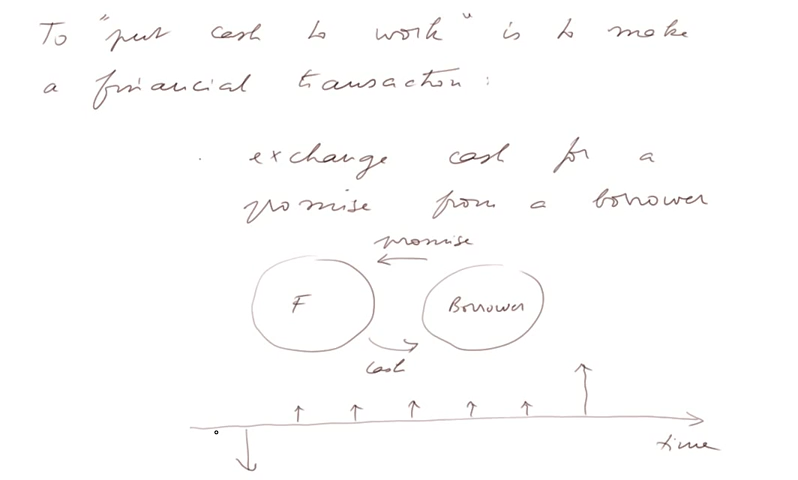 To "put cash to work" is to make
a financial transaction:
exchange cash for a
promise from a borrower
promise
F
Borrower
cash
time